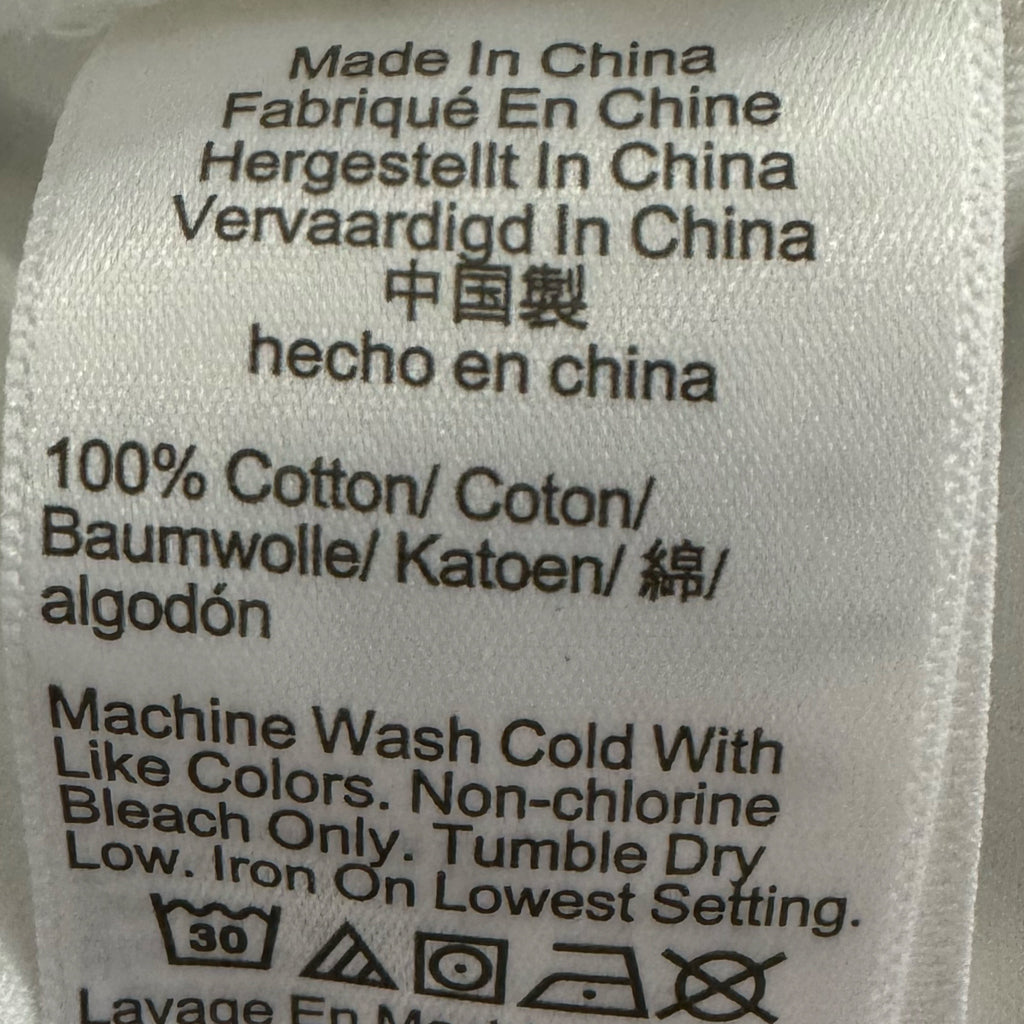 Made In China
Fabriqué En Chine
Hergestellt In China
Vervaardigd In China
中国製
hecho en china
100% Cotton/ Coton/
Baumwolle/ Katoen/ 綿/
algodón
Machine Wash Cold With
Like Colors. Non-chlorine
Bleach Only. Tumble Dry
Low. Iron On Lowest Setting.
30
Lavage En